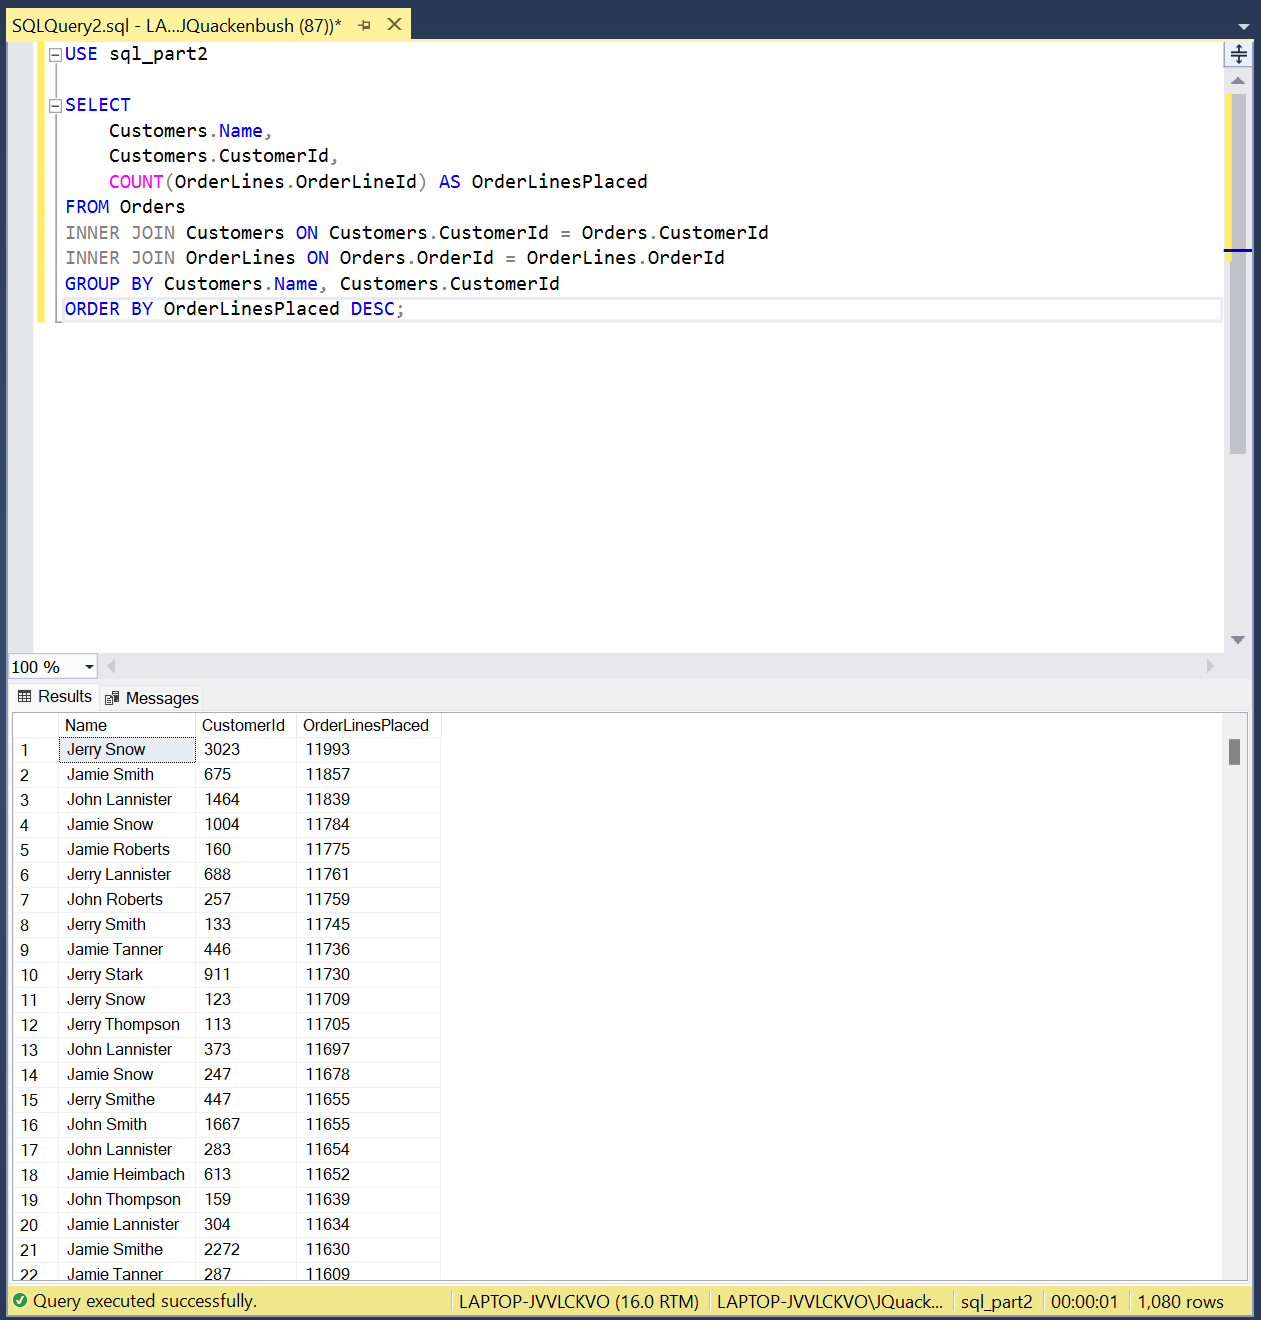 SQLQuery2.sql - LA...JQuackenbush (87))*
USE sql_part2
SELECT
Customers.Name,
Customers.CustomerId,
COUNT(OrderLines.OrderLineId) AS OrderLinesPlaced
FROM Orders
INNER JOIN Customers ON Customers.CustomerId = Orders.CustomerId
INNER JOIN OrderLines ON Orders.OrderId = OrderLines.OrderId
GROUP BY Customers.Name, Customers.CustomerId
ORDER BY OrderLinesPlaced DESC;
100 %
Results Messages
Name CustomerId OrderLinesPlaced
1 Jerry Snow 3023 11993
2 Jamie Smith 675 11857
3 John Lannister 1464 11839
4 Jamie Snow 1004 11784
5 Jamie Roberts 160 11775
6 Jerry Lannister 688 11761
7 John Roberts 257 11759
8 Jerry Smith 133 11745
9 Jamie Tanner 446 11736
10 Jerry Stark 911 11730
11 Jerry Snow 123 11709
12 Jerry Thompson 113 11705
13 John Lannister 373 11697
14 Jamie Snow 247 11678
15 Jerry Smithe 447 11655
16 John Smith 1667 11655
17 John Lannister 283 11654
18 Jamie Heimbach 613 11652
19 John Thompson 159 11639
20 Jamie Lannister 304 11634
21 Jamie Smithe 2272 11630
22 Jamie Tanner 287 11609
Query executed successfully. LAPTOP-JVVLCKVO (16.0 RTM) LAPTOP-JVVLCKVO\JQuack... sql_part2 00:00:01 1,080 rows